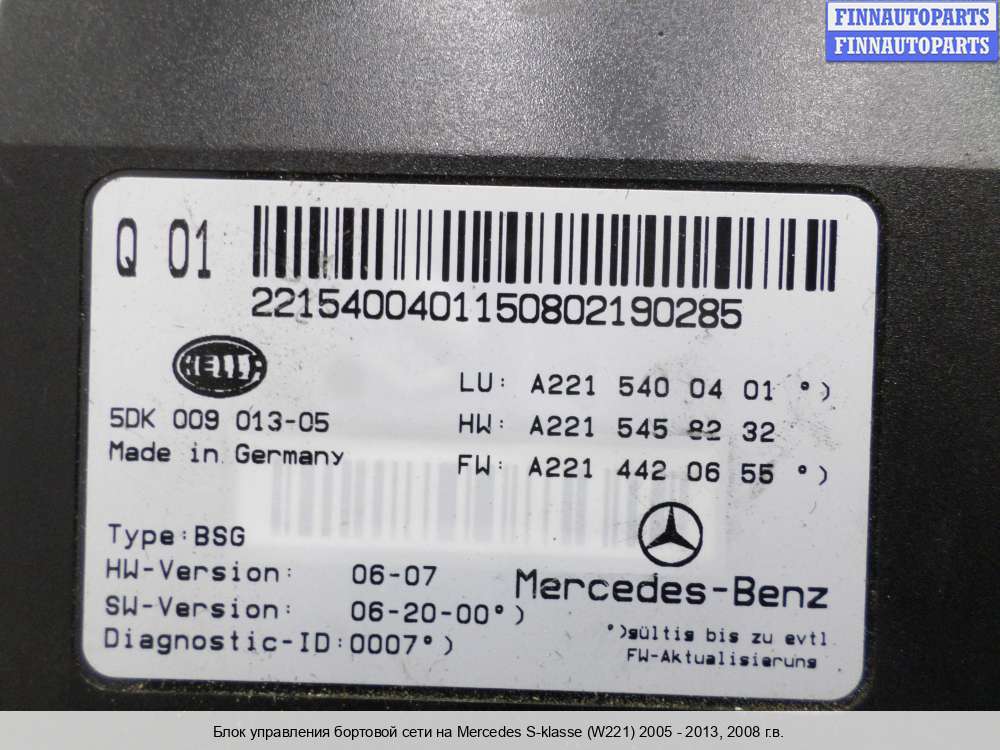 FINNAUTOPARTS
FINNAUTOPARTS
Q 01
2215400401150802190285
HELLA
5DK 009 013-05
Made in Germany
LU: A221 540 04 01 °)
HW: A221 545 82 32
FW: A221 442 06 55 °)
Type:BSG
HW-Version: 06-07
SW-Version: 06-20-00°)
Diagnostic-ID:0007°)
Mercedes-Benz
°)gültig bis zu evtl.
FW-Aktualisierung
Блок управления бортовой сети на Mercedes S-klasse (W221) 2005 - 2013, 2008 г.в.